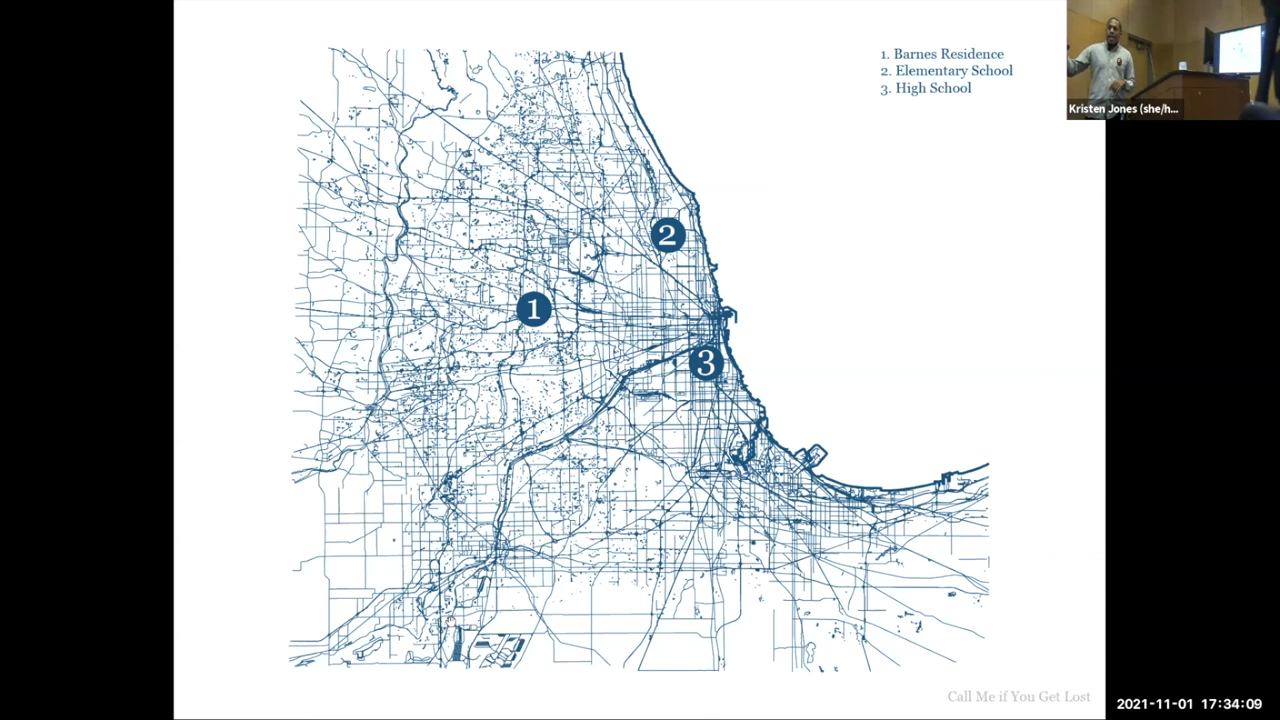 1. Barnes Residence
2. Elementary School
3. High School
Kristen Jones (she/h...
2
1
3
Call Me if You Get Lost
2021-11-01 17:34:09